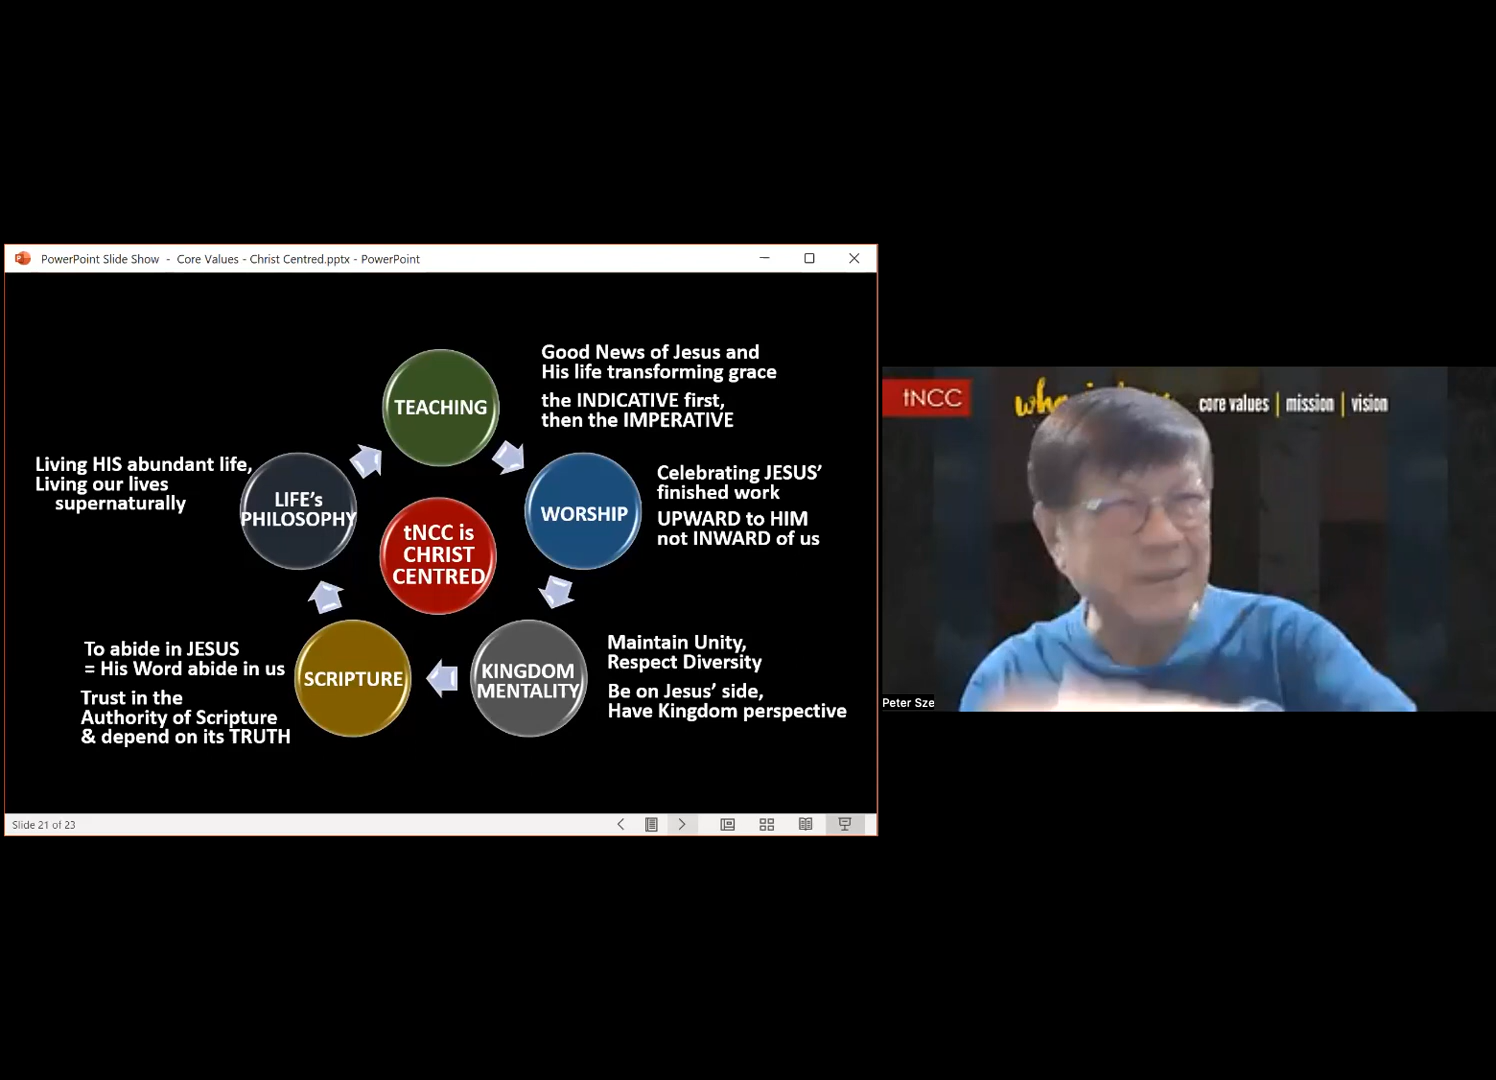 PowerPoint Slide Show - Core Values - Christ Centred.pptx - PowerPoint
TEACHING
Good News of Jesus and
His life transforming grace
the INDICATIVE first,
then the IMPERATIVE
WORSHIP
Celebrating JESUS’
finished work
UPWARD to HIM
not INWARD of us
KINGDOM
MENTALITY
Maintain Unity,
Respect Diversity
Be on Jesus’ side,
Have Kingdom perspective
SCRIPTURE
To abide in JESUS
= His Word abide in us
Trust in the
Authority of Scripture
& depend on its TRUTH
LIFE’s
PHILOSOPHY
Living HIS abundant life,
Living our lives
supernaturally
tNCC is
CHRIST
CENTRED
Slide 21 of 23
tNCC
core values | mission | vision
Peter Sze